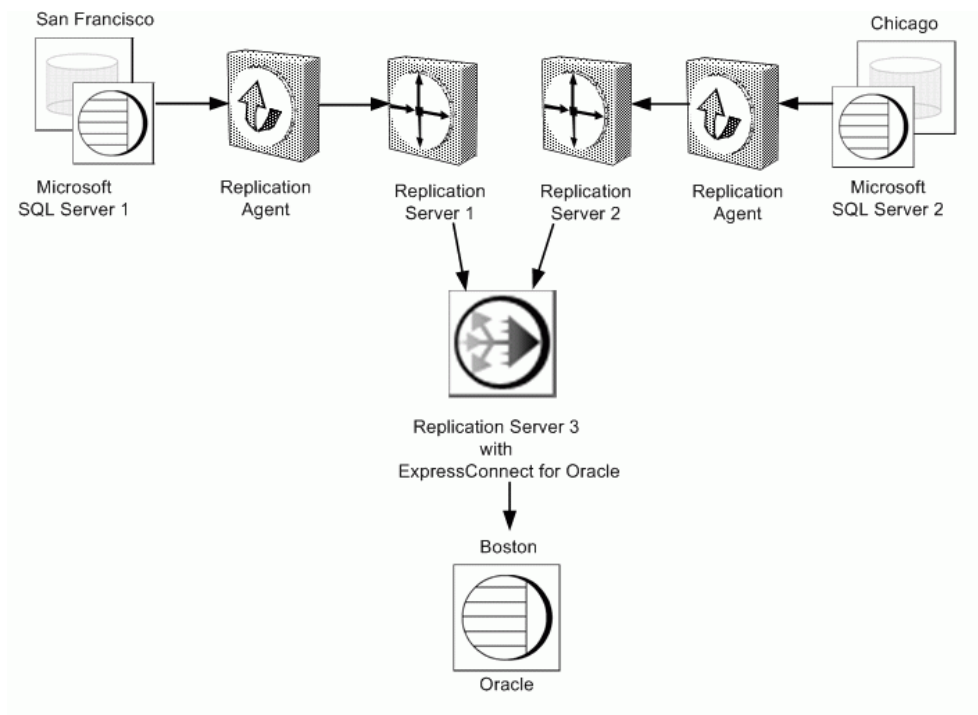 San Francisco
Chicago
Microsoft
SQL Server 1
Replication
Agent
Replication
Server 1
Replication
Server 2
Replication
Agent
Microsoft
SQL Server 2
Replication Server 3
with
ExpressConnect for Oracle
Boston
Oracle